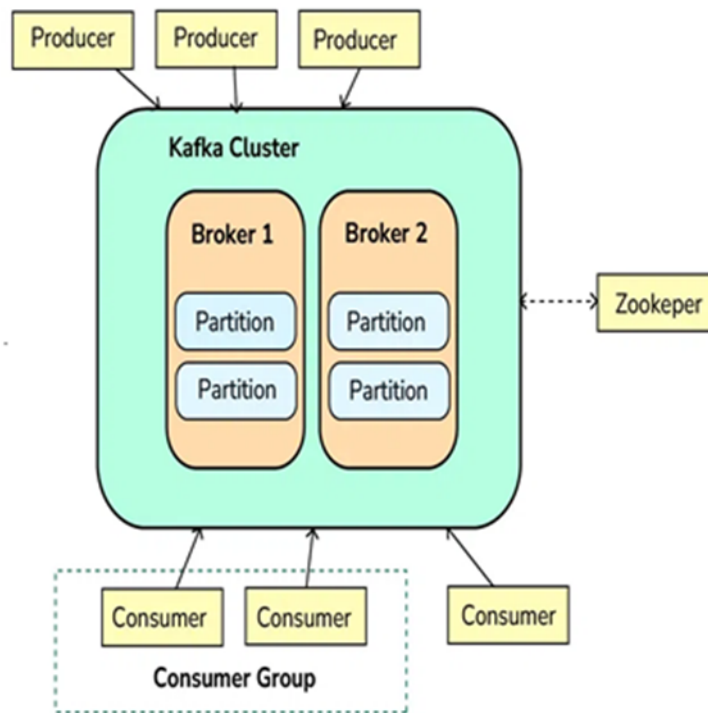 Producer
Producer
Producer
Kafka Cluster
Broker 1
Broker 2
Partition
Partition
Partition
Partition
Zookeper
Consumer
Consumer
Consumer
Consumer Group